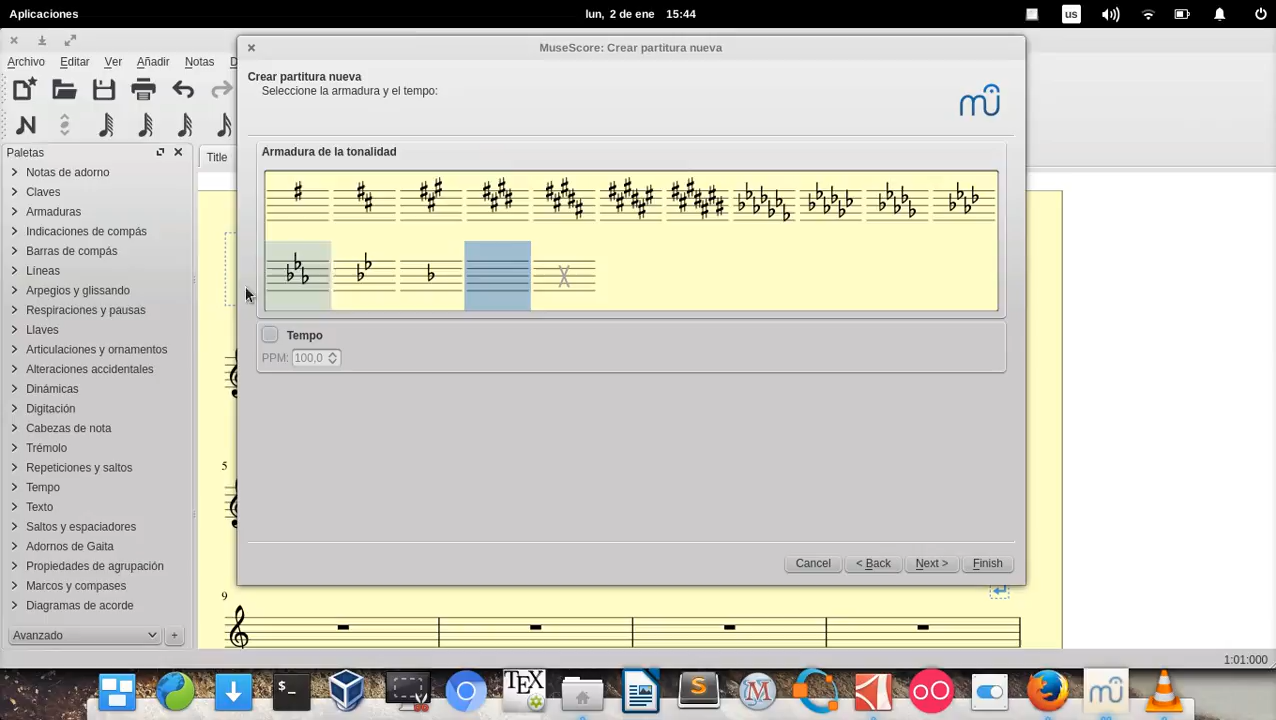 Aplicaciones
lun, 2 de ene 15:44
us
MuseScore: Crear partitura nueva
Archivo Editar Ver Añadir Notas
Crear partitura nueva
Seleccione la armadura y el tempo:
Paletas
Title
Armadura de la tonalidad
Notas de adorno
Claves
Armaduras
Indicaciones de compás
Barras de compás
Líneas
Arpegios y glissando
Respiraciones y pausas
Llaves
Articulaciones y ornamentos
Alteraciones accidentales
Dinámicas
Digitación
Cabezas de nota
Trémolo
Repeticiones y saltos
Tempo
Texto
Saltos y espaciadores
Adornos de Gaita
Propiedades de agrupación
Marcos y compases
Diagramas de acorde
Avanzado
+
X
Tempo
PPM: 100,0
5
Cancel < Back Next > Finish
9
1:01:000
>_
TEX
S
M